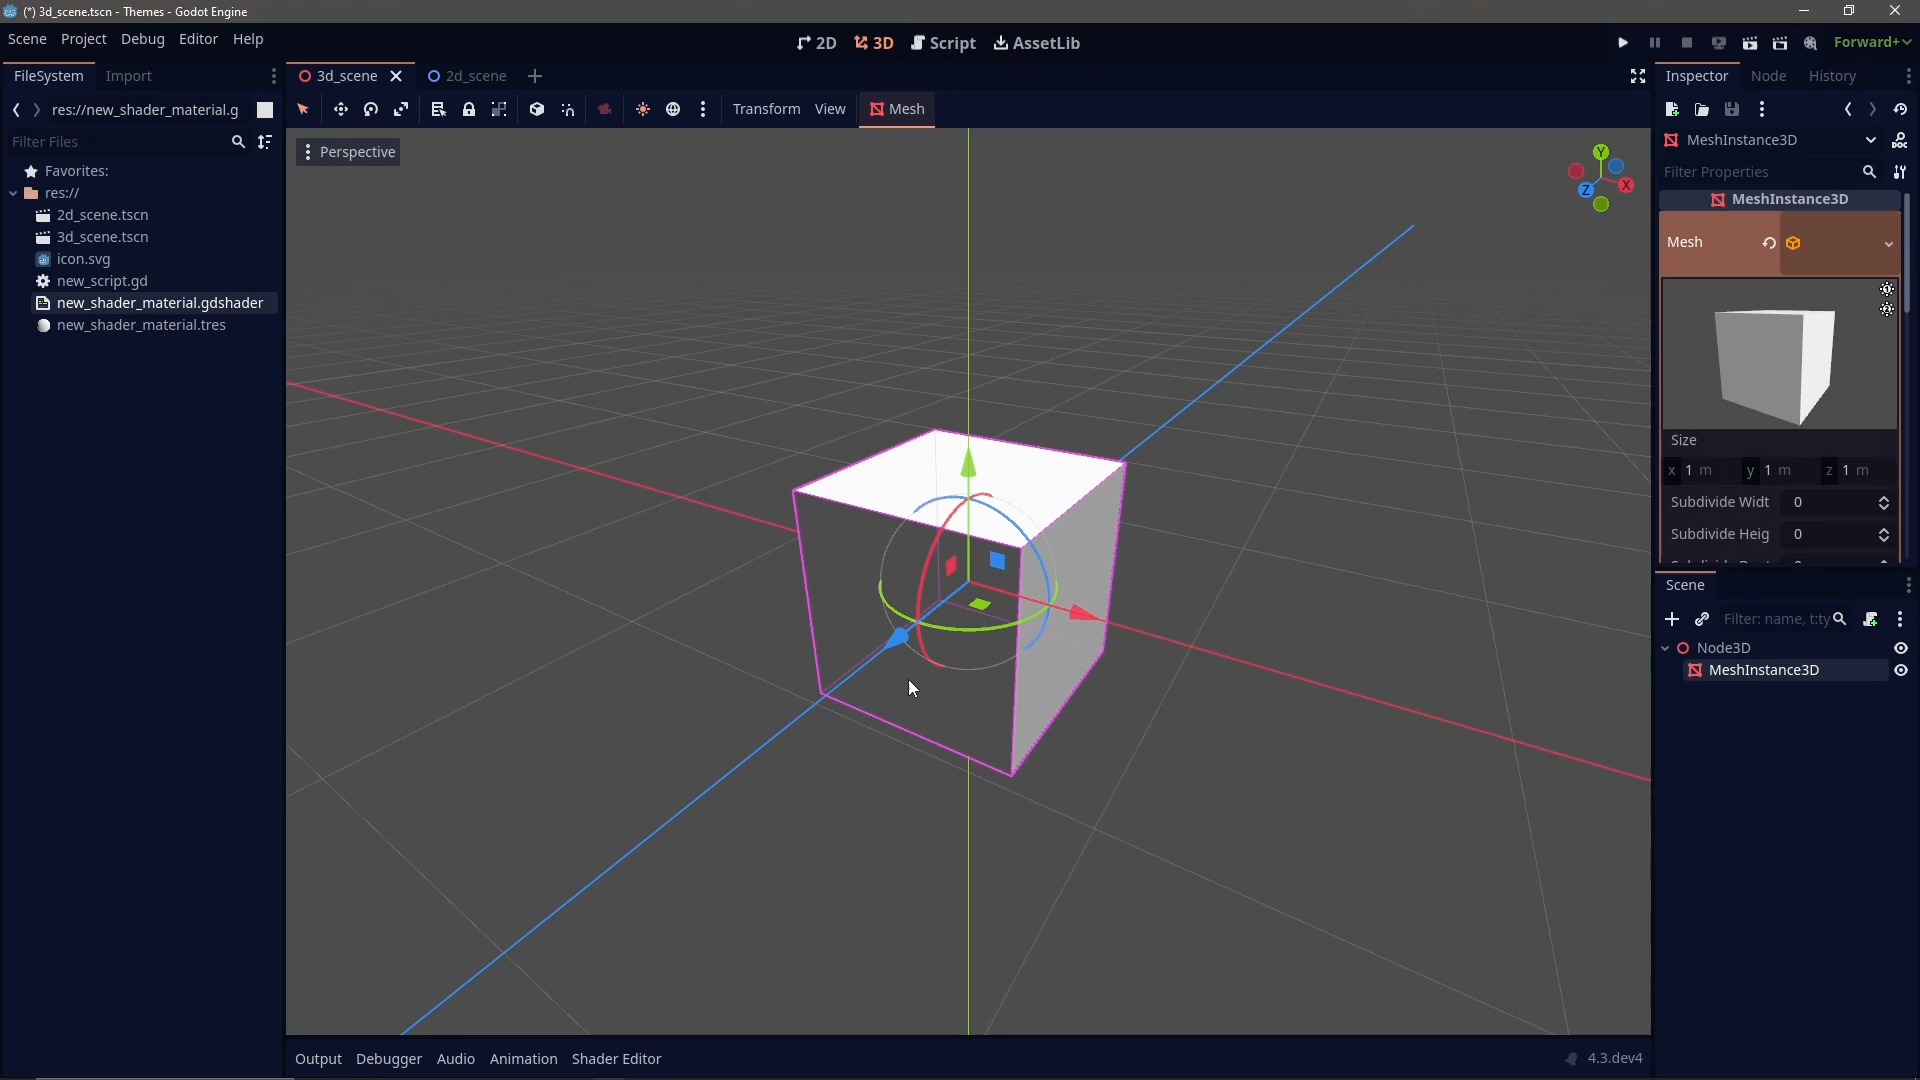 (*) 3d_scene.tscn - Themes - Godot Engine
Scene Project Debug Editor Help
2D 3D Script AssetLib
Forward+
FileSystem Import
3d_scene 2d_scene
Inspector Node History
res://new_shader_material.g
Transform View Mesh
Filter Files
Perspective
MeshInstance3D
Filter Properties
Favorites:
res://
2d_scene.tscn
3d_scene.tscn
icon.svg
new_script.gd
new_shader_material.gdshader
new_shader_material.tres
Y
X
Z
MeshInstance3D
Mesh
Size
x 1 m y 1 m z 1 m
Subdivide Widt 0
Subdivide Heig 0
Scene
Filter: name, t:ty
Node3D
MeshInstance3D
Output Debugger Audio Animation Shader Editor
4.3.dev4